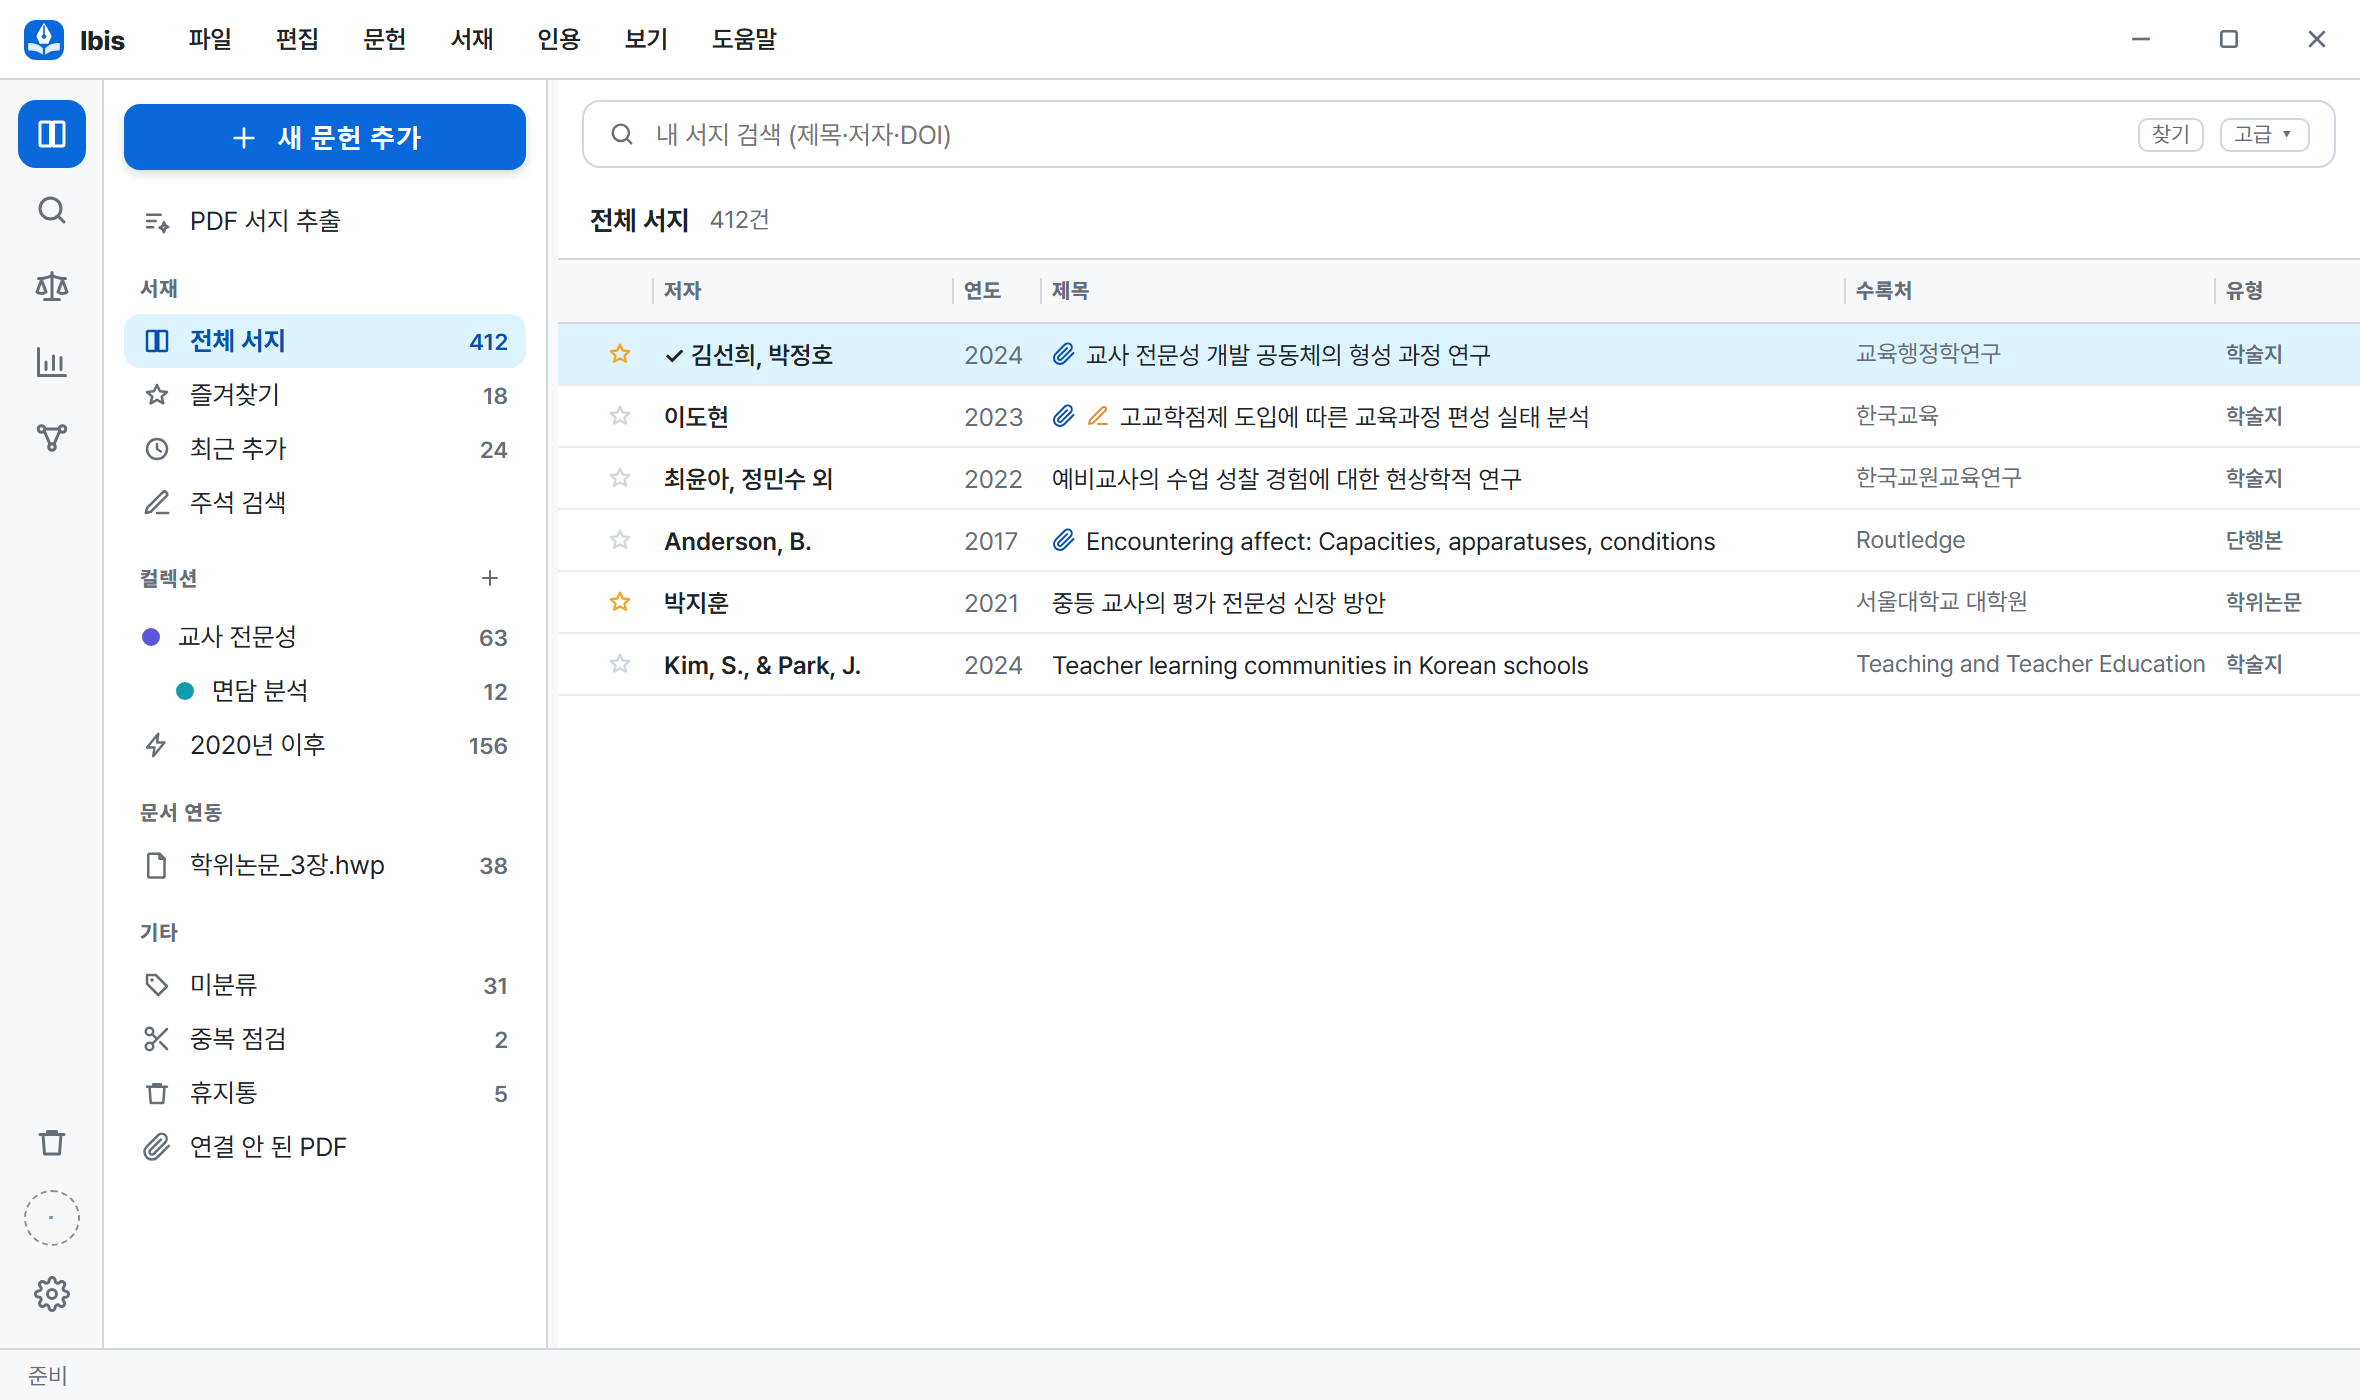 Ibis 파일 편집 문헌 서재 인용 보기 도움말
새 문헌 추가
PDF 서지 추출
서재
전체 서지 412
즐겨찾기 18
최근 추가 24
주석 검색
컬렉션
교사 전문성 63
면담 분석 12
2020년 이후 156
문서 연동
학위논문_3장.hwp 38
기타
미분류 31
중복 점검 2
휴지통 5
연결 안 된 PDF
내 서지 검색 (제목·저자·DOI) 찾기 고급
전체 서지 412건
저자 연도 제목 수록처 유형
김선희, 박정호 2024 교사 전문성 개발 공동체의 형성 과정 연구 교육행정학연구 학술지
이도현 2023 고교학점제 도입에 따른 교육과정 편성 실태 분석 한국교육 학술지
최윤아, 정민수 외 2022 예비교사의 수업 성찰 경험에 대한 현상학적 연구 한국교원교육연구 학술지
Anderson, B. 2017 Encountering affect: Capacities, apparatuses, conditions Routledge 단행본
박지훈 2021 중등 교사의 평가 전문성 신장 방안 서울대학교 대학원 학위논문
Kim, S., & Park, J. 2024 Teacher learning communities in Korean schools Teaching and Teacher Education 학술지
준비